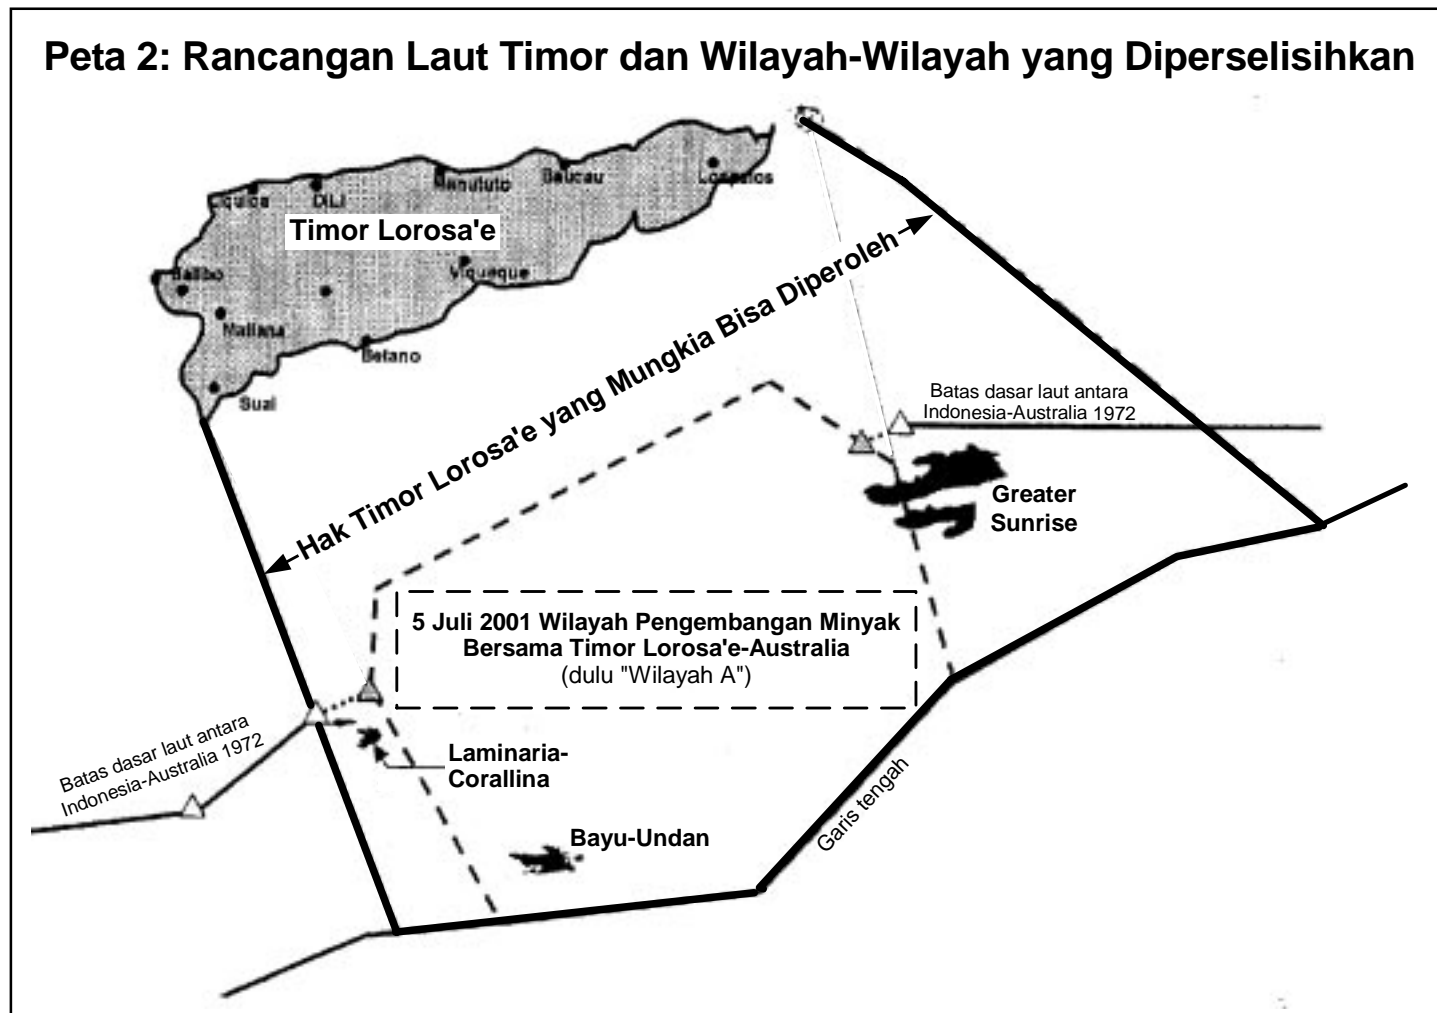 Peta 2: Rancangan Laut Timor dan Wilayah-Wilayah yang Diperselisihkan
Liquica
DILI
Manututo
Baucau
Lospalos
Timor Lorosa'e
Balibo
Viqueque
Maliana
Betano
Suai
Hak Timor Lorosa'e yang Mungkia Bisa Diperoleh
Batas dasar laut antara
Indonesia-Australia 1972
Greater
Sunrise
5 Juli 2001 Wilayah Pengembangan Minyak
Bersama Timor Lorosa'e-Australia
(dulu "Wilayah A")
Batas dasar laut antara
Indonesia-Australia 1972
Laminaria-
Corallina
Bayu-Undan
Garis tengah